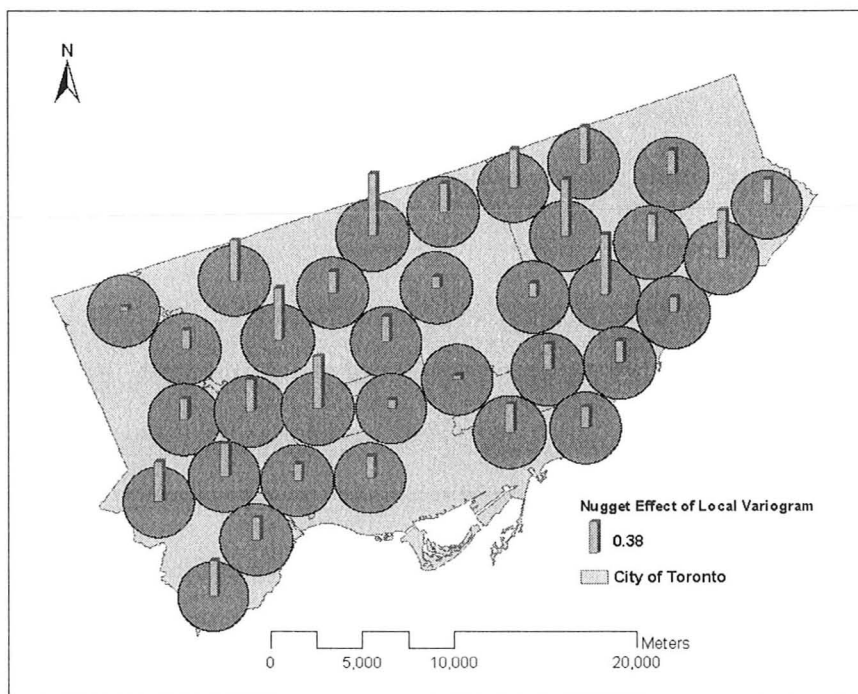 N
Nugget Effect of Local Variogram
0.38
City of Toronto
Meters
0 5,000 10,000 20,000